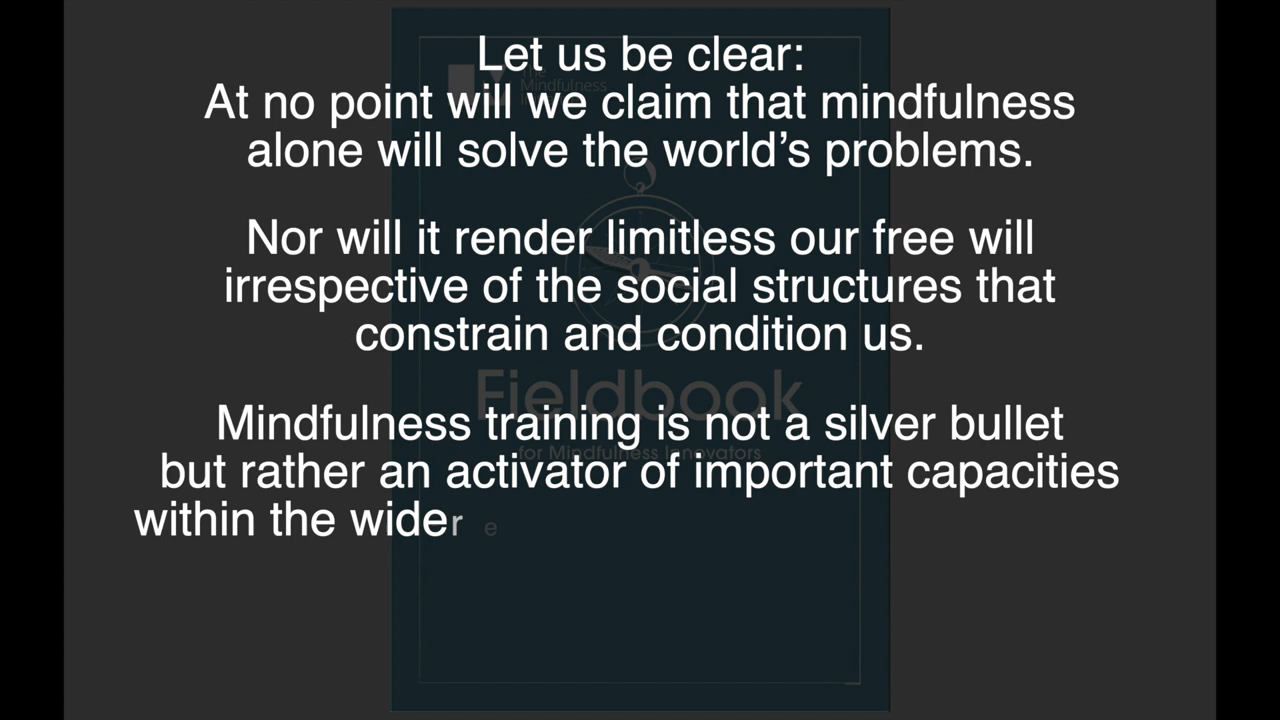 Let us be clear:
At no point will we claim that mindfulness
alone will solve the world's problems.
Nor will it render limitless our free will
irrespective of the social structures that
constrain and condition us.
Mindfulness training is not a silver bullet
but rather an activator of important capacities
within the wider e
The
Mindfulness
Fieldbook
for Mindfulness Innovators